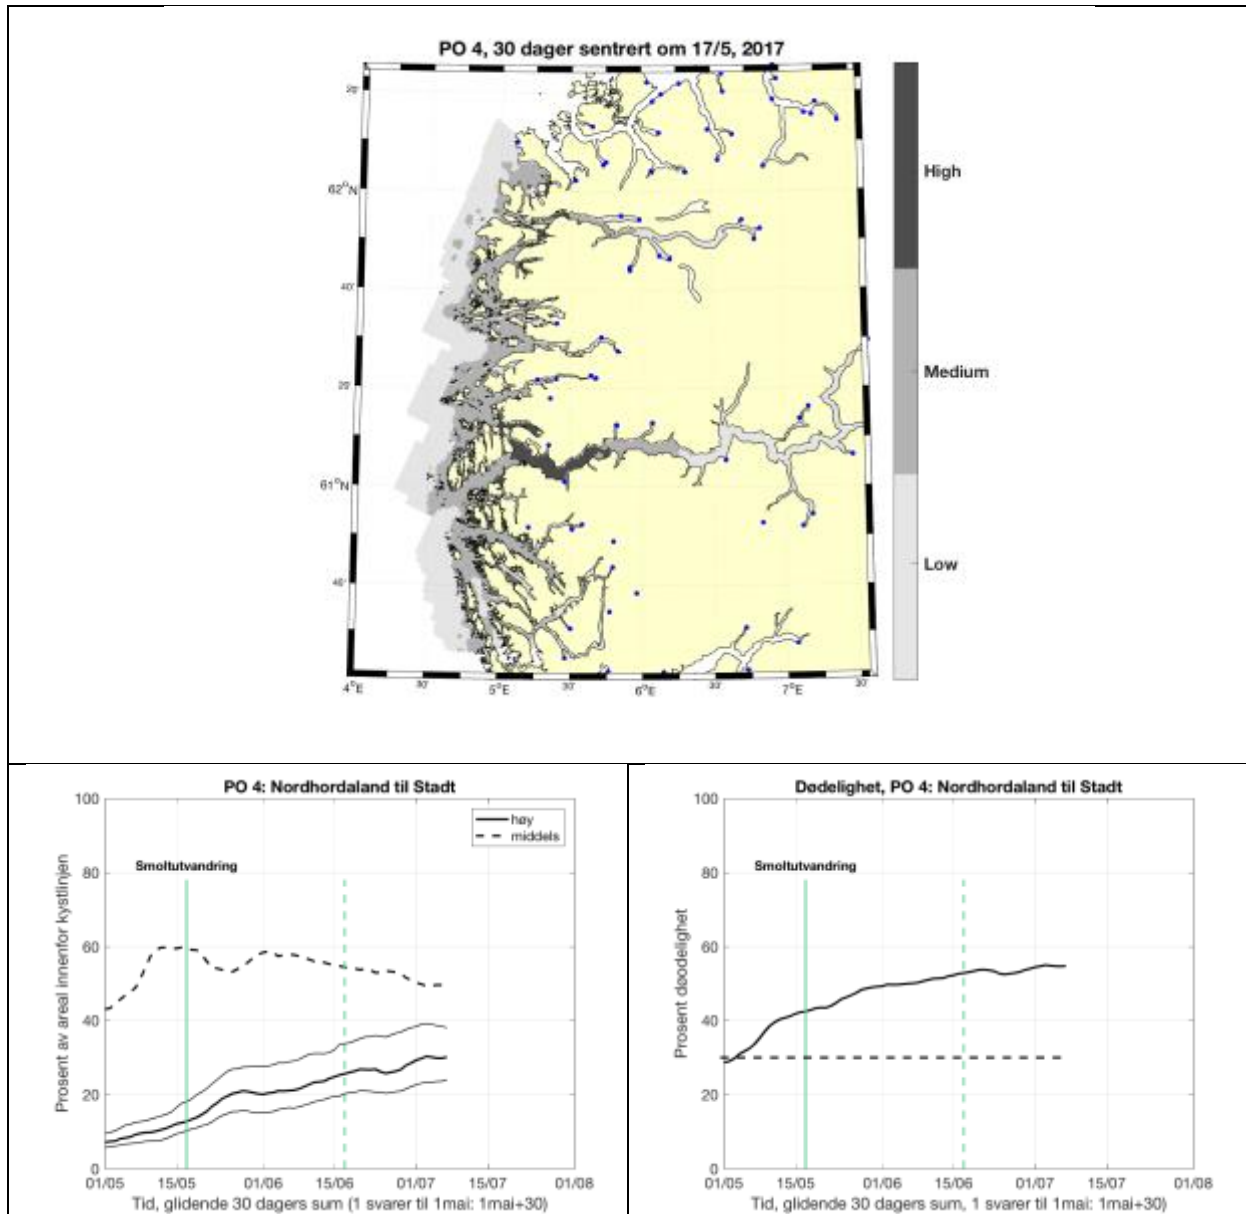 PO 4, 30 dager sentrert om 17/5, 2017
20'
62°N
40'
20'
61°N
40'
4°E
30'
5°E
30'
6°E
30'
7°E
30'
High
Medium
Low
PO 4: Nordhordaland til Stadt
høy
middels
Smoltutvandring
Prosent av areal innenfor kystlinjen
100
80
60
40
20
0
01/05
15/05
01/06
15/06
01/07
15/07
01/08
Tid, glidende 30 dagers sum (1 svarer til 1mai: 1mai+30)
Dødelighet, PO 4: Nordhordaland til Stadt
Smoltutvandring
Prosent døodelighet
100
80
60
40
20
0
01/05
15/05
01/06
15/06
01/07
15/07
01/08
Tid, glidende 30 dagers sum, 1 svarer til 1mai: 1mai+30)